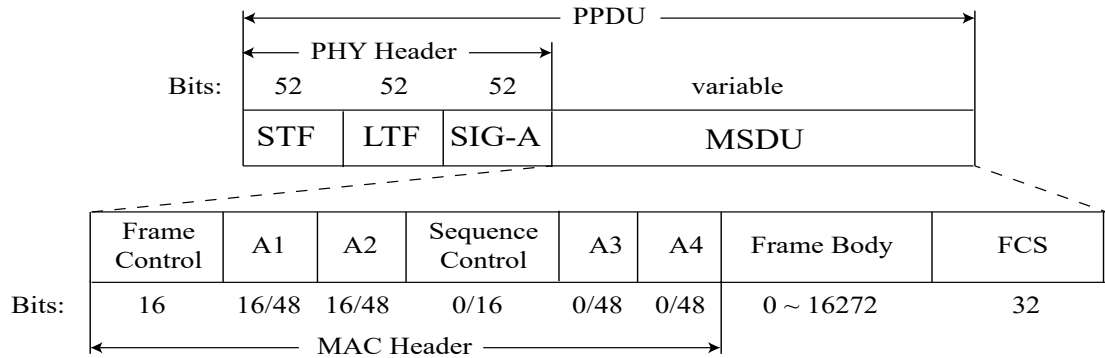 PPDU
PHY Header
Bits: 52 52 52 variable
STF LTF SIG-A MSDU
Frame Control A1 A2 Sequence Control A3 A4 Frame Body FCS
Bits: 16 16/48 16/48 0/16 0/48 0/48 0 ~ 16272 32
MAC Header